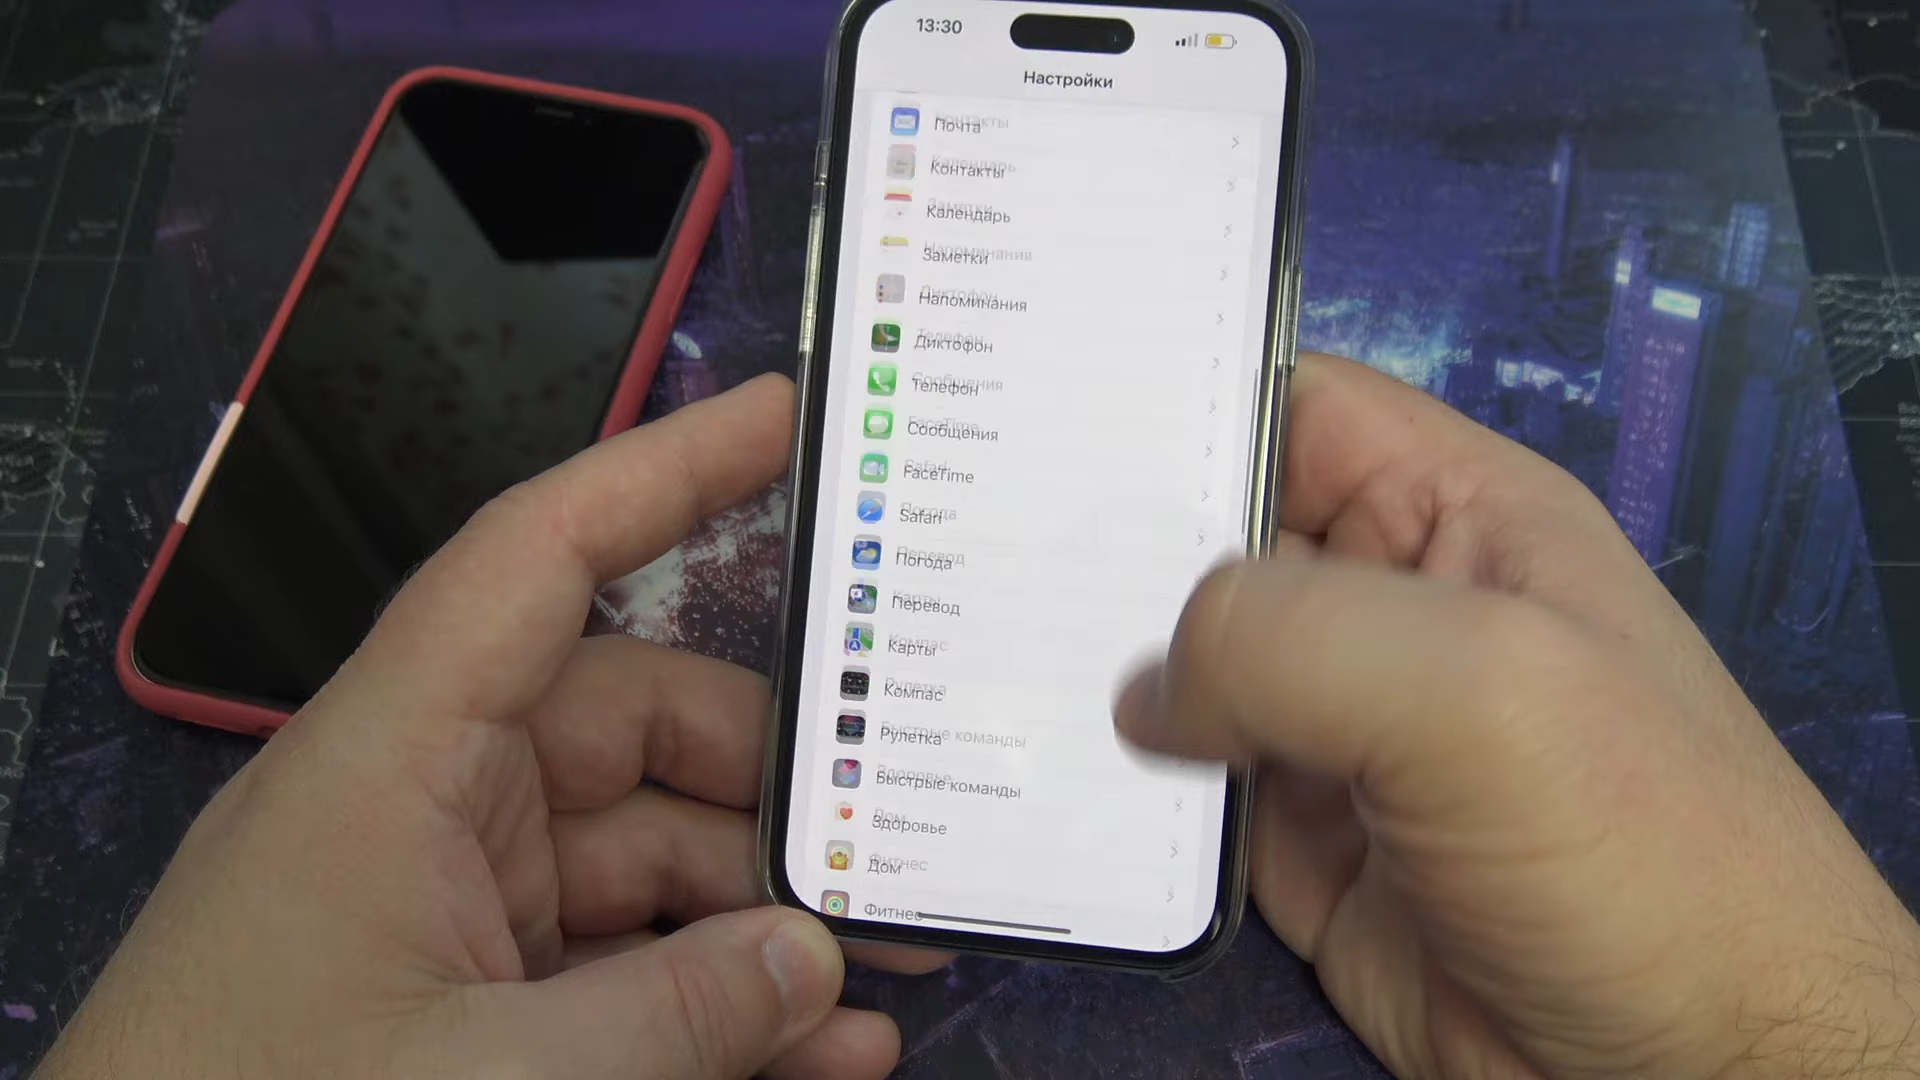 13:30
Настройки
Почта
Контакты
Календарь
Заметки
Напоминания
Диктофон
Телефон
Сообщения
FaceTime
Safari
Погода
Перевод
Карты
Компас
Рулетка
Быстрые команды
Здоровье
Дом
Фитнес